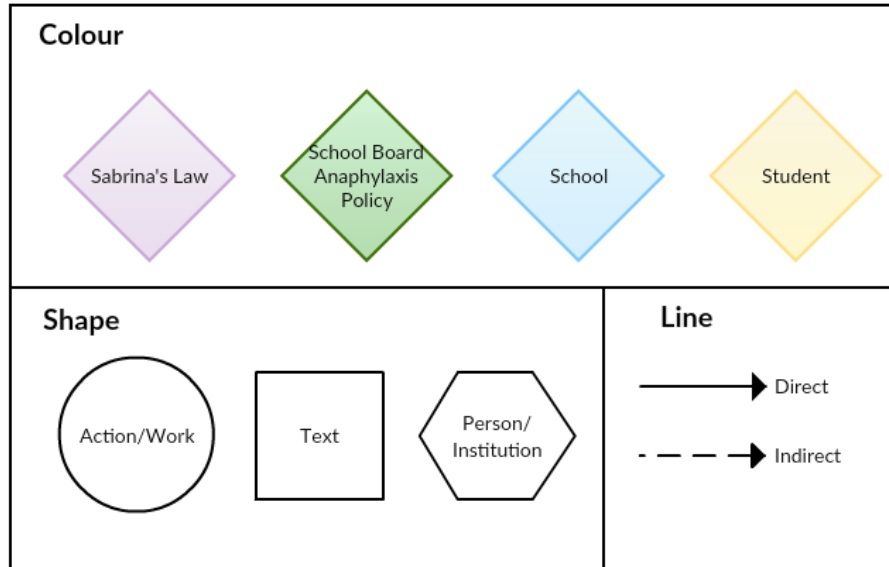 Colour
Sabrina's Law
School Board
Anaphylaxis
Policy
School
Student
Shape
Action/Work
Text
Person/
Institution
Line
Direct
Indirect